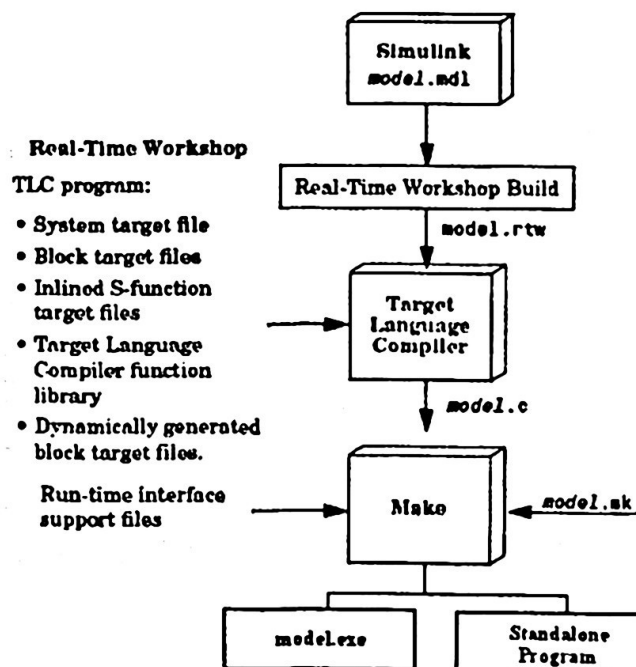 Simulink
model.mdl
Real-Time Workshop
TLC program:
• System target file
• Block target files
• Inlined S-function
target files
• Target Language
Compiler function
library
• Dynamically generated
block target files.
Run-time interface
support files
Real-Time Workshop Build
model.rtw
Target
Language
Compiler
model.c
Make
model.mk
model.exe
Standalone
Program